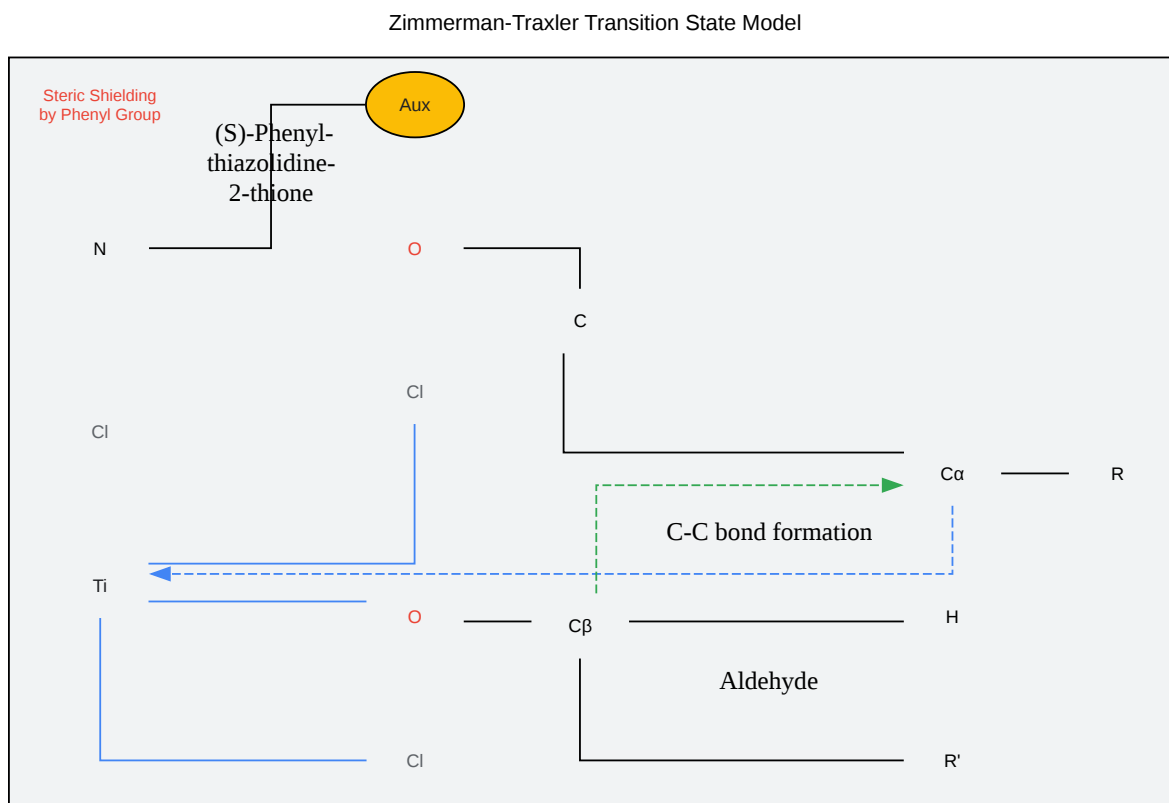 Zimmerman-Traxler Transition State Model
Steric Shielding
by Phenyl Group
Aux
(S)-Phenyl-
thiazolidine-
2-thione
N
O
C
Cl
Cl
Cα
R
C-C bond formation
Ti
O
Cβ
H
Aldehyde
Cl
R'